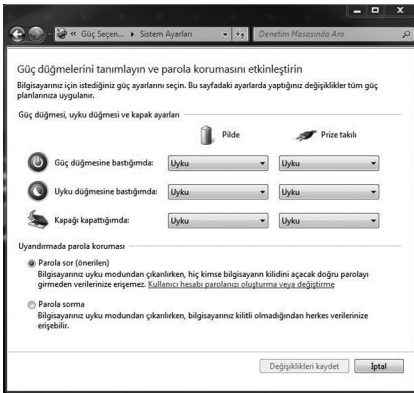 « Güç Seçen... ▸ Sistem Ayarları
Denetim Masasında Ara
Güç düğmelerini tanımlayın ve parola korumasını etkinleştirin
Bilgisayarınız için istediğiniz güç ayarlarını seçin. Bu sayfadaki ayarlarda yaptığınız değişiklikler tüm güç
planlarınıza uygulanır.
Güç düğmesi, uyku düğmesi ve kapak ayarları
Pilde Prize takılı
Güç düğmesine bastığımda: Uyku Uyku
Uyku düğmesine bastığımda: Uyku Uyku
Kapağı kapattığımda: Uyku Uyku
Uyandırmada parola koruması
Parola sor (önerilen)
Bilgisayarınız uyku modundan çıkarılırken, hiç kimse bilgisayarın kilidini açacak doğru parolayı
girmeden verilerinize erişemez. Kullanıcı hesabı parolanızı oluşturma veya değiştirme
Parola sorma
Bilgisayarınız uyku modundan çıkarılırken, bilgisayarınız kilitli olmadığından herkes verilerinize
erişebilir.
Değişiklikleri kaydet İptal